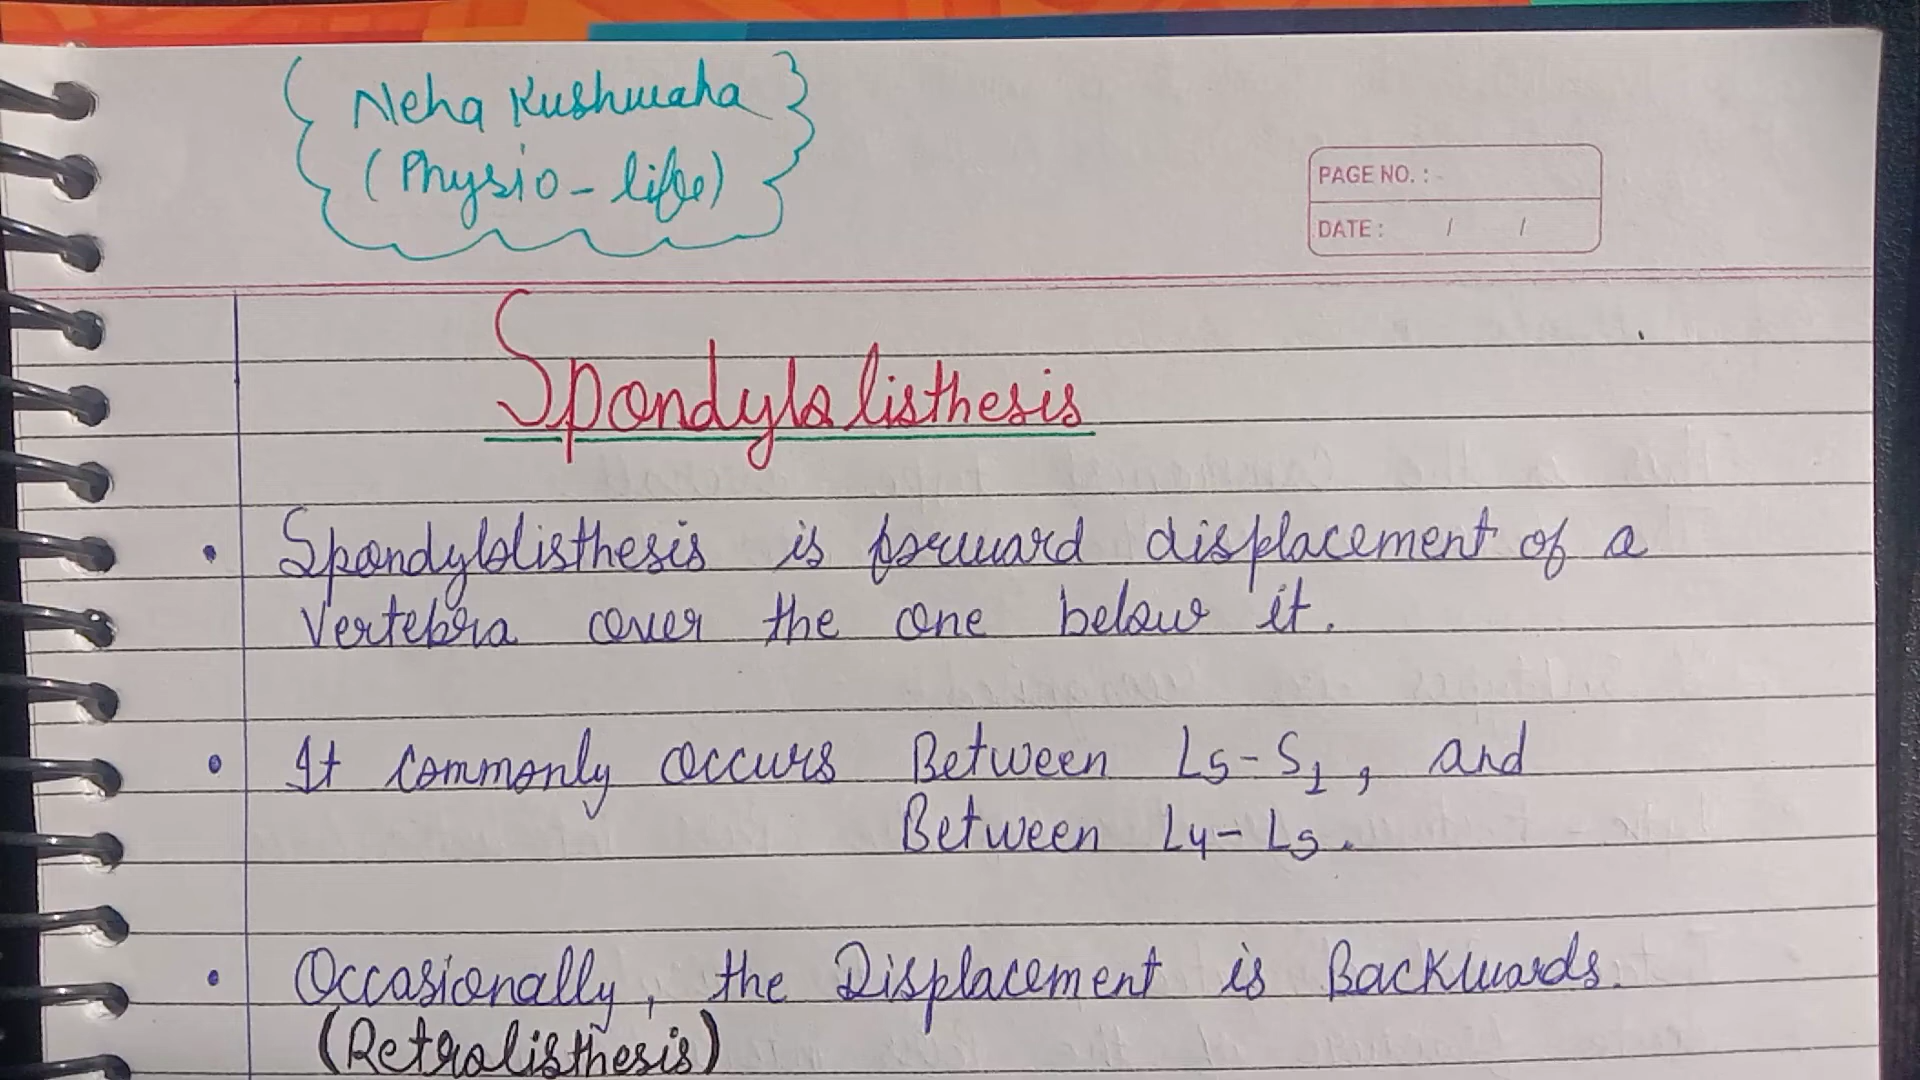 Neha Kushwaha
(Physio-life)
PAGE NO. :
DATE : / /
Spondylolisthesis
• Spondylolisthesis is forward displacement of a
Vertebra over the one below it.
• It commonly occurs Between L5-S1, and
Between L4-L5.
• Occasionally, the Displacement is Backwards.
(Retrolisthesis)